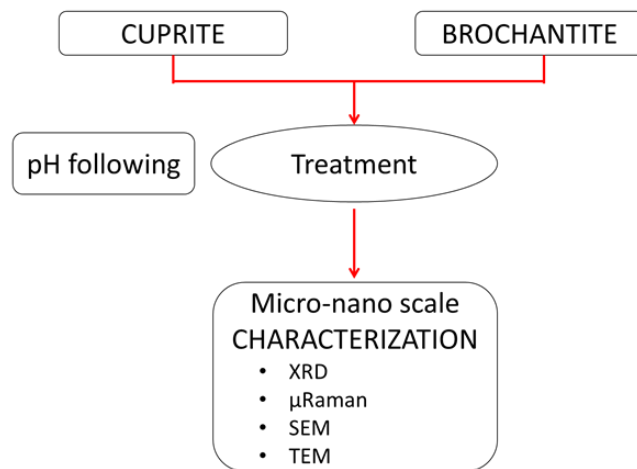 CUPRITE
BROCHANTITE
pH following
Treatment
Micro-nano scale
CHARACTERIZATION
• XRD
• µRaman
• SEM
• TEM